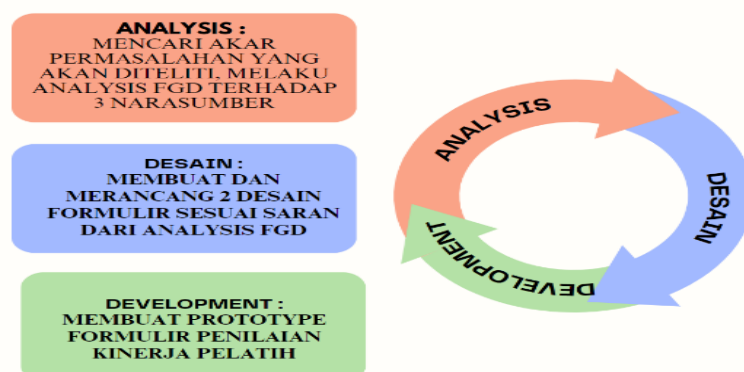 ANALYSIS :
MENCARI AKAR
PERMASALAHAN YANG
AKAN DITELITI, MELAKU
ANALYSIS FGD TERHADAP
3 NARASUMBER
DESAIN :
MEMBUAT DAN
MERANCANG 2 DESAIN
FORMULIR SESUAI SARAN
DARI ANALYSIS FGD
DEVELOPMENT :
MEMBUAT PROTOTYPE
FORMULIR PENILAIAN
KINERJA PELATIH
ANALYSIS
DESAIN
DEVELOPMENT